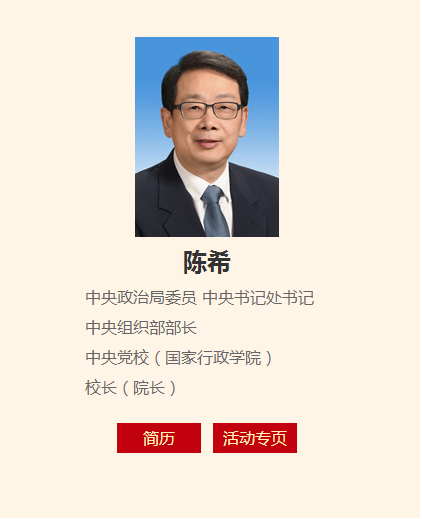 陈希
中央政治局委员 中央书记处书记
中央组织部部长
中央党校（国家行政学院）
校长（院长）
简历
活动专页